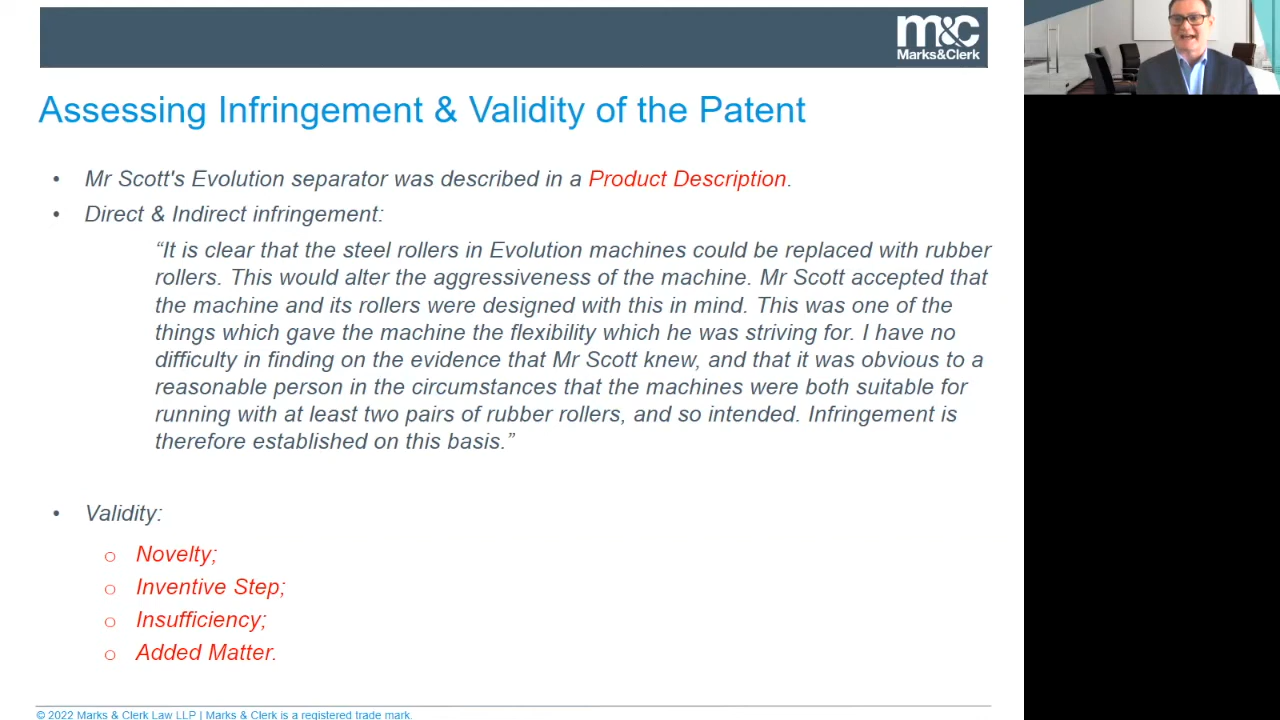 m&c
Marks&Clerk
Assessing Infringement & Validity of the Patent
• Mr Scott's Evolution separator was described in a Product Description.
• Direct & Indirect infringement:
“It is clear that the steel rollers in Evolution machines could be replaced with rubber
rollers. This would alter the aggressiveness of the machine. Mr Scott accepted that
the machine and its rollers were designed with this in mind. This was one of the
things which gave the machine the flexibility which he was striving for. I have no
difficulty in finding on the evidence that Mr Scott knew, and that it was obvious to a
reasonable person in the circumstances that the machines were both suitable for
running with at least two pairs of rubber rollers, and so intended. Infringement is
therefore established on this basis.”
• Validity:
o Novelty;
o Inventive Step;
o Insufficiency;
o Added Matter.
© 2022 Marks & Clerk Law LLP | Marks & Clerk is a registered trade mark.